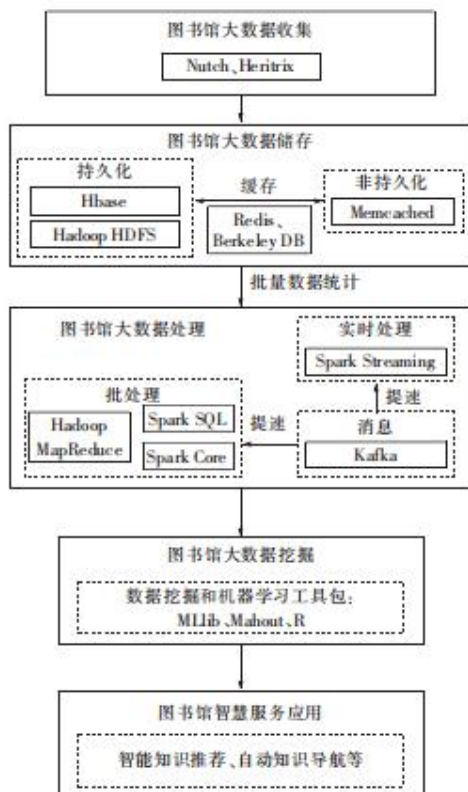 图书馆大数据收集
Nutch、Heritrix
图书馆大数据储存
持久化
Hbase
Hadoop HDFS
缓存
Redis、
Berkeley DB
非持久化
Memcached
批量数据统计
图书馆大数据处理
实时处理
Spark Streaming
提速
批处理
Hadoop
MapReduce
Spark SQL
Spark Core
提速
消息
Kafka
图书馆大数据挖掘
数据挖掘和机器学习工具包:
MLlib、Mahout、R
图书馆智慧服务应用
智能知识推荐、自动知识导航等